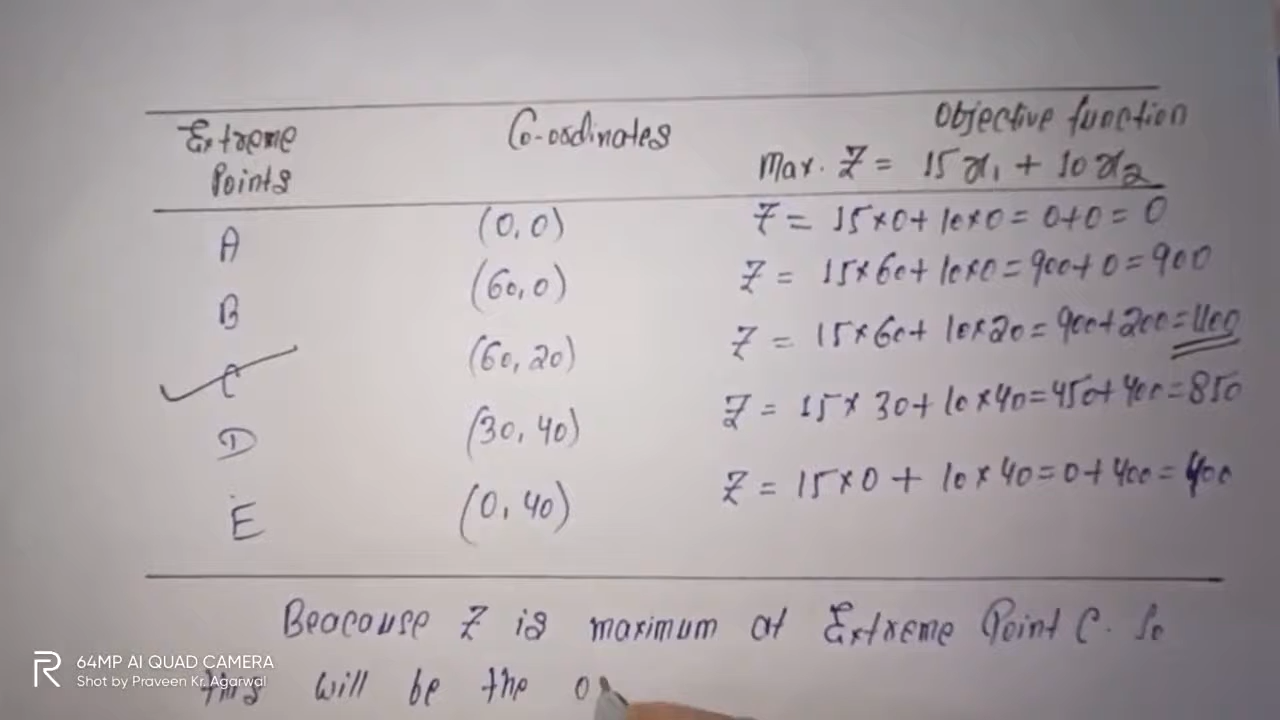 Extreme Points Co-ordinates Objective function
Max. Z = 15x₁ + 10x₂
A (0,0) Z = 15×0+10×0=0+0=0
B (60,0) Z = 15×60+10×0=900+0=900
C (60,20) Z = 15×60+10×20=900+200=1100
D (30,40) Z = 15×30+10×40=450+400=850
E (0,40) Z = 15×0+10×40=0+400=400
Beacouse Z is maximum at Extreme Point C. So
this will be the o
R 64MP AI QUAD CAMERA
Shot by Praveen Kr. Agarwal